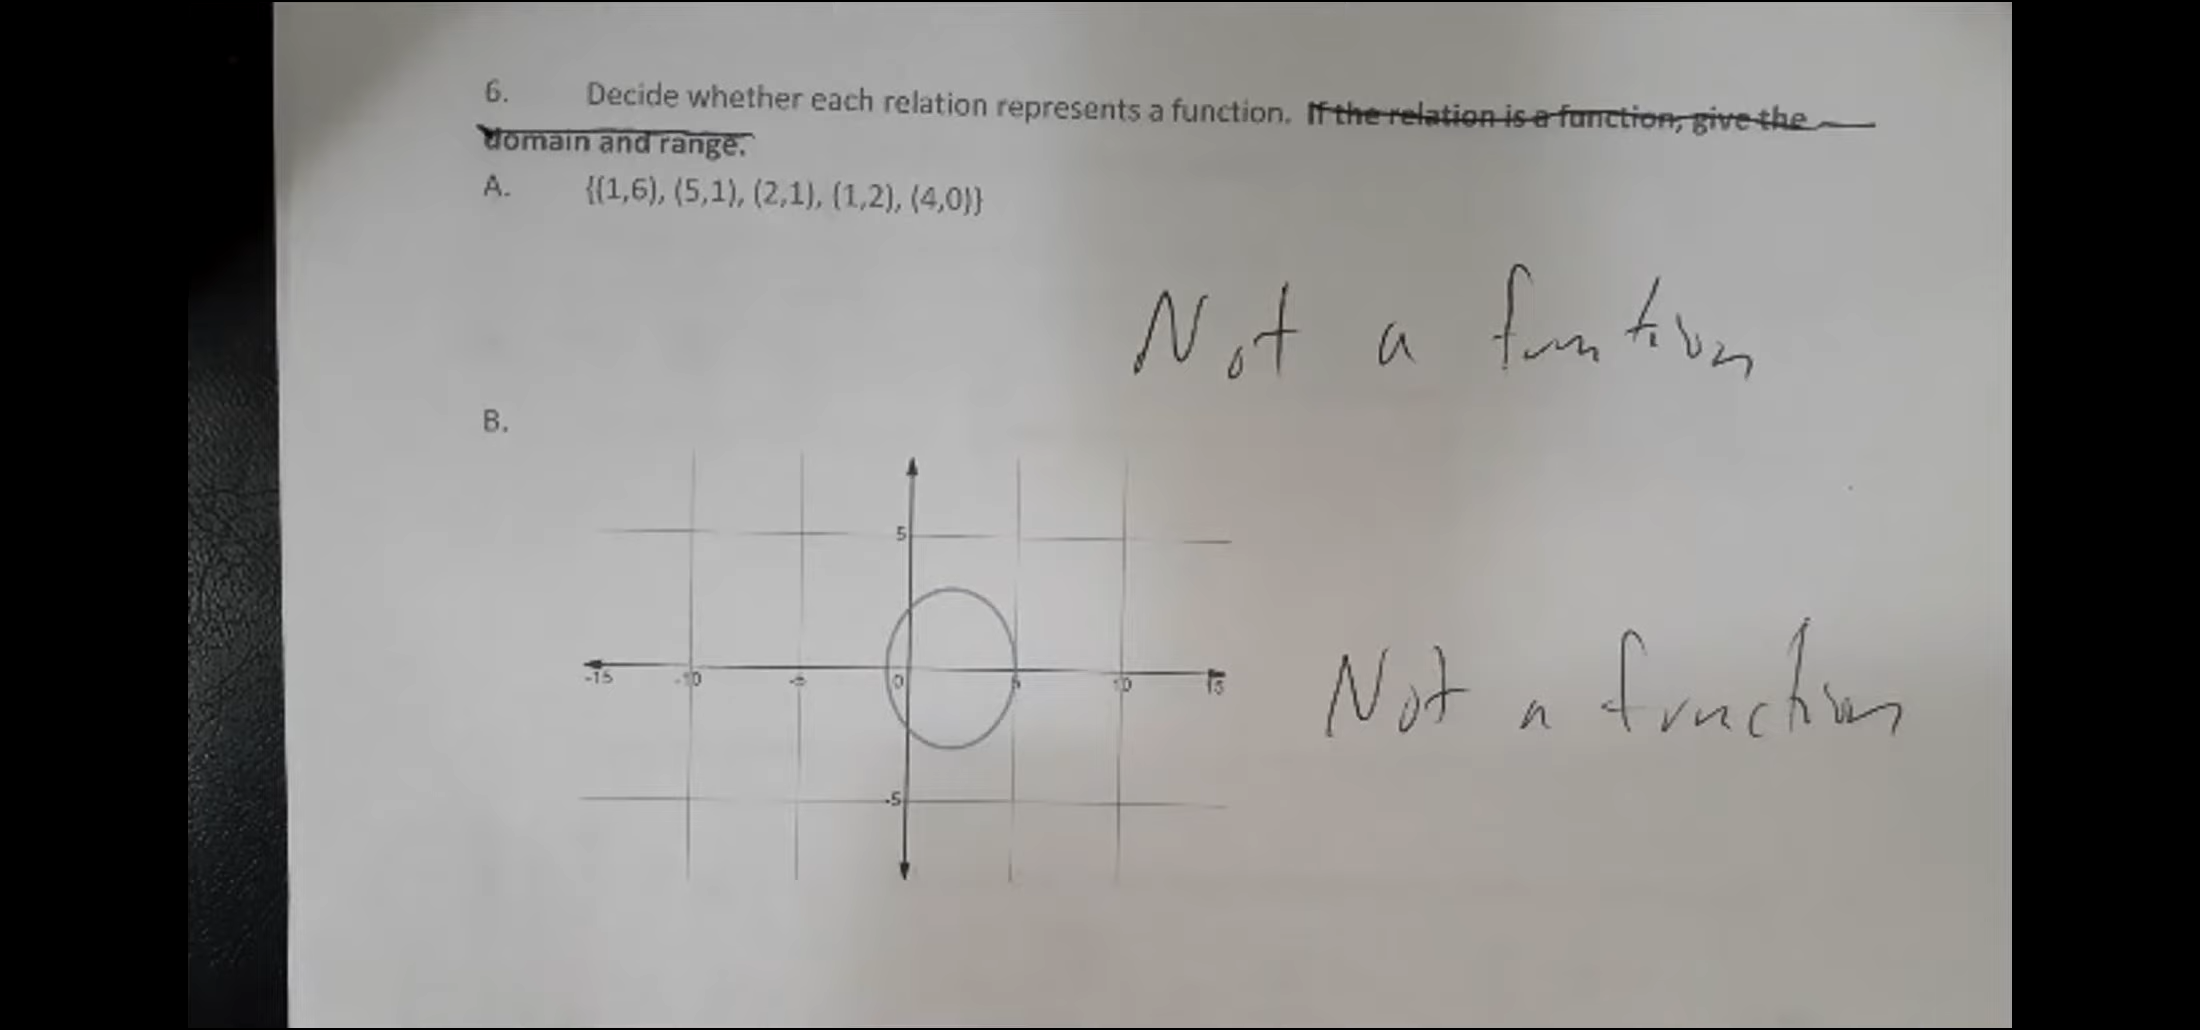 6. Decide whether each relation represents a function. If the relation is a function, give the
domain and range.
A. {(1,6), (5,1), (2,1), (1,2), (4,0)}
Not a function
B.
5
-15 -10 -5 0 5 10 15
Not a function
-5